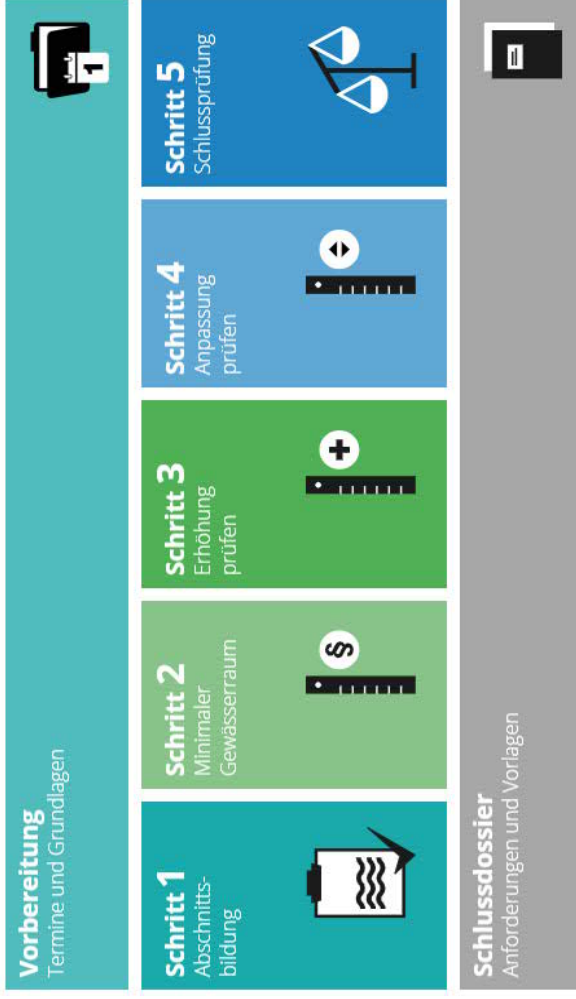 Vorbereitung
Termine und Grundlagen
1
Schritt 1
Abschnitts-
bildung
Schritt 2
Minimaler
Gewässerraum
§
Schritt 3
Erhöhung
prüfen
Schritt 4
Anpassung
prüfen
Schritt 5
Schlussprüfung
Schlussdossier
Anforderungen und Vorlagen